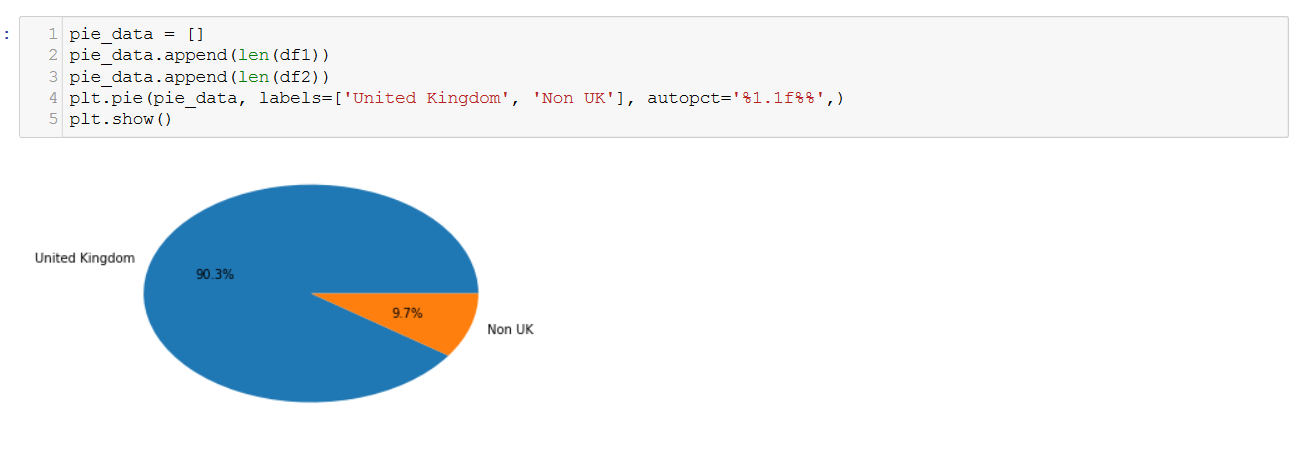 :
1 pie_data = []
2 pie_data.append(len(df1))
3 pie_data.append(len(df2))
4 plt.pie(pie_data, labels=['United Kingdom', 'Non UK'], autopct='%1.1f%%',)
5 plt.show()
United Kingdom
90.3%
9.7%
Non UK